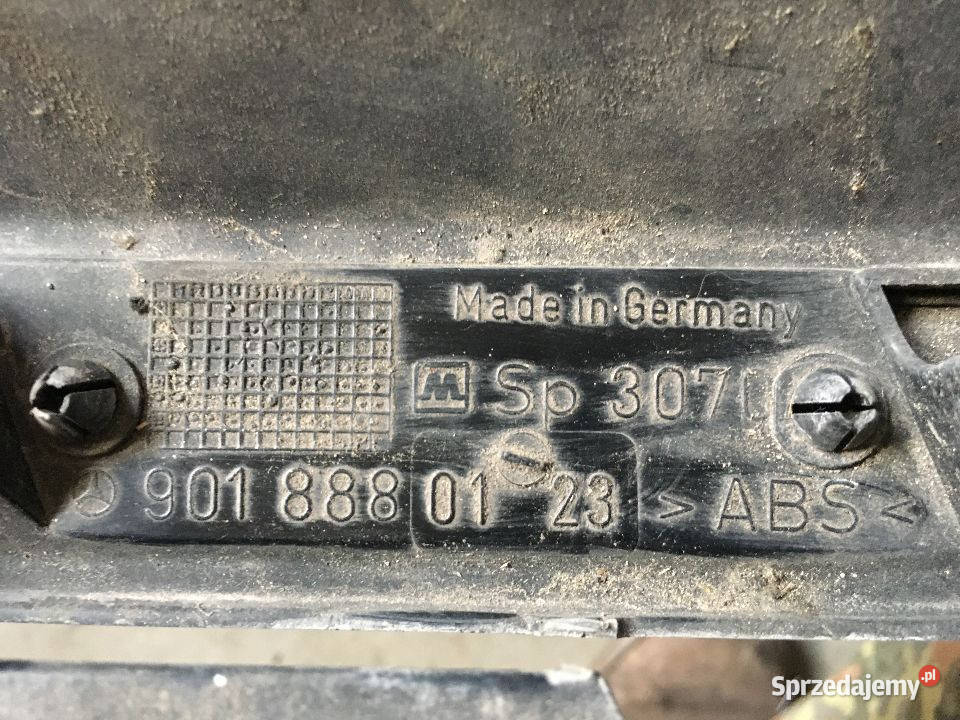 Made in Germany
M Sp 307
901 888 01 23 > ABS <
Sprzedajemy.pl